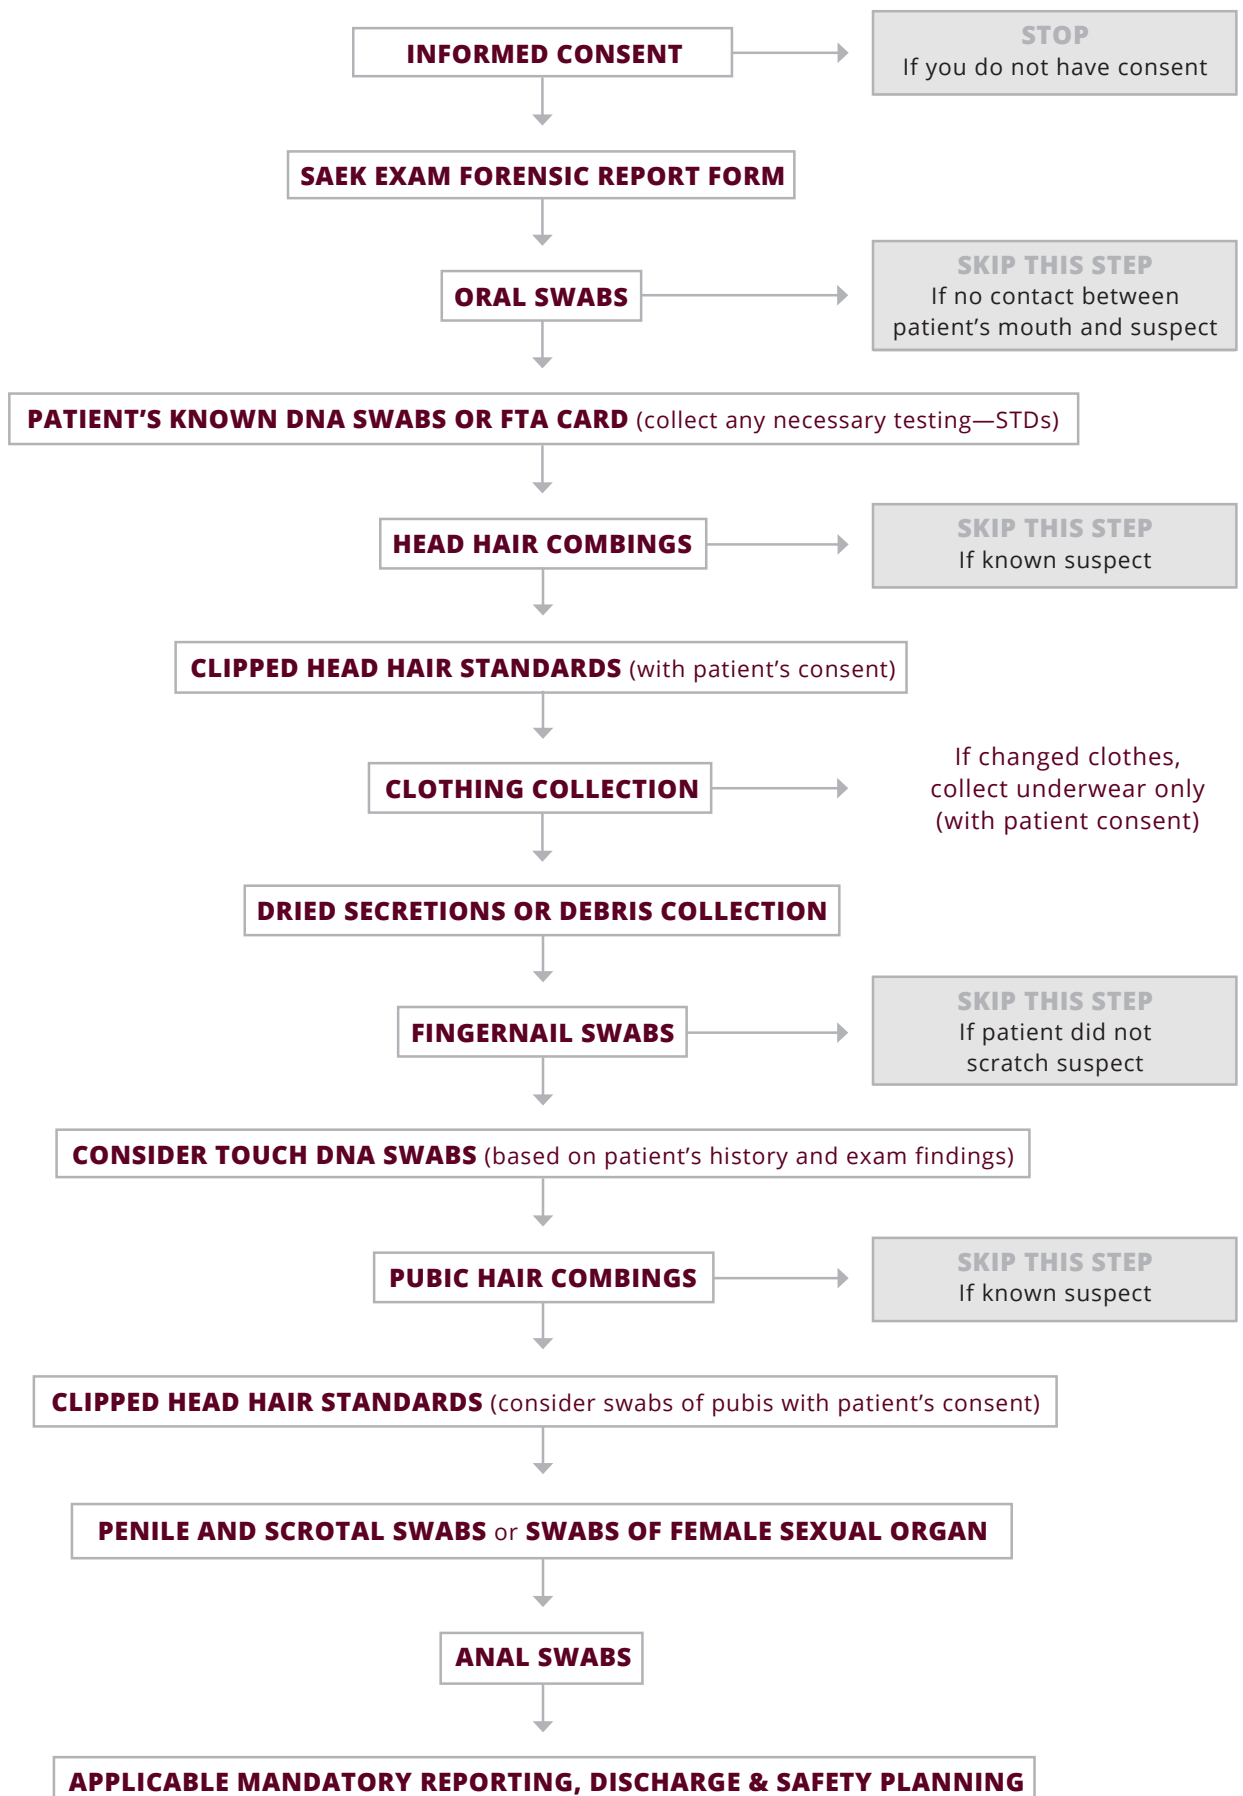 INFORMED CONSENT
STOP
If you do not have consent
SAEK EXAM FORENSIC REPORT FORM
ORAL SWABS
SKIP THIS STEP
If no contact between
patient’s mouth and suspect
PATIENT’S KNOWN DNA SWABS OR FTA CARD (collect any necessary testing—STDs)
HEAD HAIR COMBINGS
SKIP THIS STEP
If known suspect
CLIPPED HEAD HAIR STANDARDS (with patient’s consent)
CLOTHING COLLECTION
If changed clothes,
collect underwear only
(with patient consent)
DRIED SECRETIONS OR DEBRIS COLLECTION
FINGERNAIL SWABS
SKIP THIS STEP
If patient did not
scratch suspect
CONSIDER TOUCH DNA SWABS (based on patient’s history and exam findings)
PUBIC HAIR COMBINGS
SKIP THIS STEP
If known suspect
CLIPPED HEAD HAIR STANDARDS (consider swabs of pubis with patient’s consent)
PENILE AND SCROTAL SWABS or SWABS OF FEMALE SEXUAL ORGAN
ANAL SWABS
APPLICABLE MANDATORY REPORTING, DISCHARGE & SAFETY PLANNING